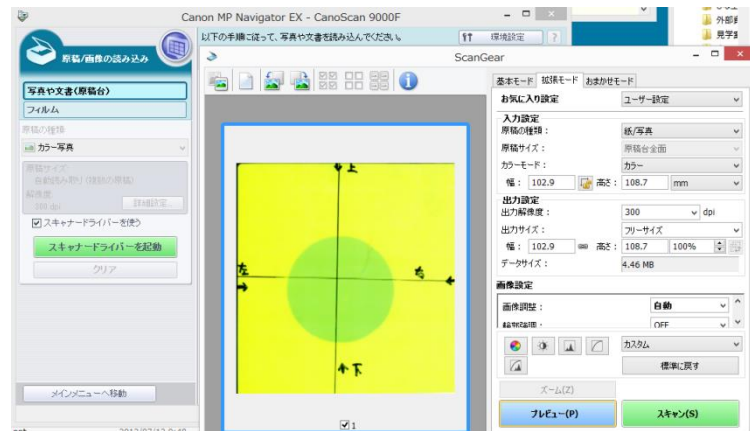 Canon MP Navigator EX - CanoScan 9000F
原稿/画像の読み込み
以下の手順に従って、写真や文書を読み込んでください。
環境設定
?
写真や文書(原稿台)
フィルム
原稿の種類
カラー写真
原稿サイズ
自動読み取り(複数の原稿)
解像度
300 dpi
詳細設定...
スキャナードライバーを使う
スキャナードライバーを起動
クリア
メインメニューへ移動
ScanGear
上
左
右
下
1
基本モード
拡張モード
おまかせモード
お気に入り設定
ユーザー設定
入力設定
原稿の種類:
紙/写真
原稿サイズ:
原稿台全面
カラーモード:
カラー
幅: 102.9 高さ: 108.7 mm
出力設定
出力解像度: 300 dpi
出力サイズ: フリーサイズ
幅: 102.9 高さ: 108.7 100%
データサイズ: 4.46 MB
画像設定
画像調整: 自動
OFF
カスタム
標準に戻す
ズーム(Z)
プレビュー(P)
スキャン(S)
外部
見学